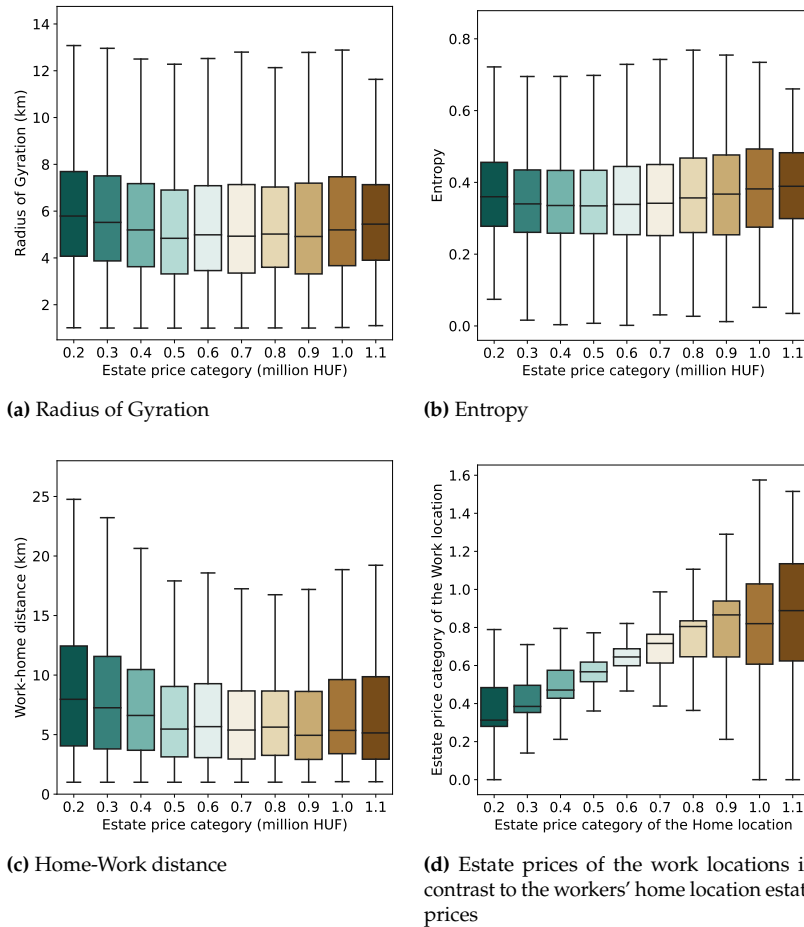 14
12
10
8
6
4
2
Radius of Gyration (km)
0.2 0.3 0.4 0.5 0.6 0.7 0.8 0.9 1.0 1.1
Estate price category (million HUF)
(a) Radius of Gyration
0.8
0.6
0.4
0.2
0.0
Entropy
0.2 0.3 0.4 0.5 0.6 0.7 0.8 0.9 1.0 1.1
Estate price category (million HUF)
(b) Entropy
25
20
15
10
5
0
Work-home distance (km)
0.2 0.3 0.4 0.5 0.6 0.7 0.8 0.9 1.0 1.1
Estate price category (million HUF)
(c) Home-Work distance
1.6
1.4
1.2
1.0
0.8
0.6
0.4
0.2
0.0
Estate price category of the Work location
0.2 0.3 0.4 0.5 0.6 0.7 0.8 0.9 1.0 1.1
Estate price category of the Home location
(d) Estate prices of the work locations i
contrast to the workers' home location estat
prices